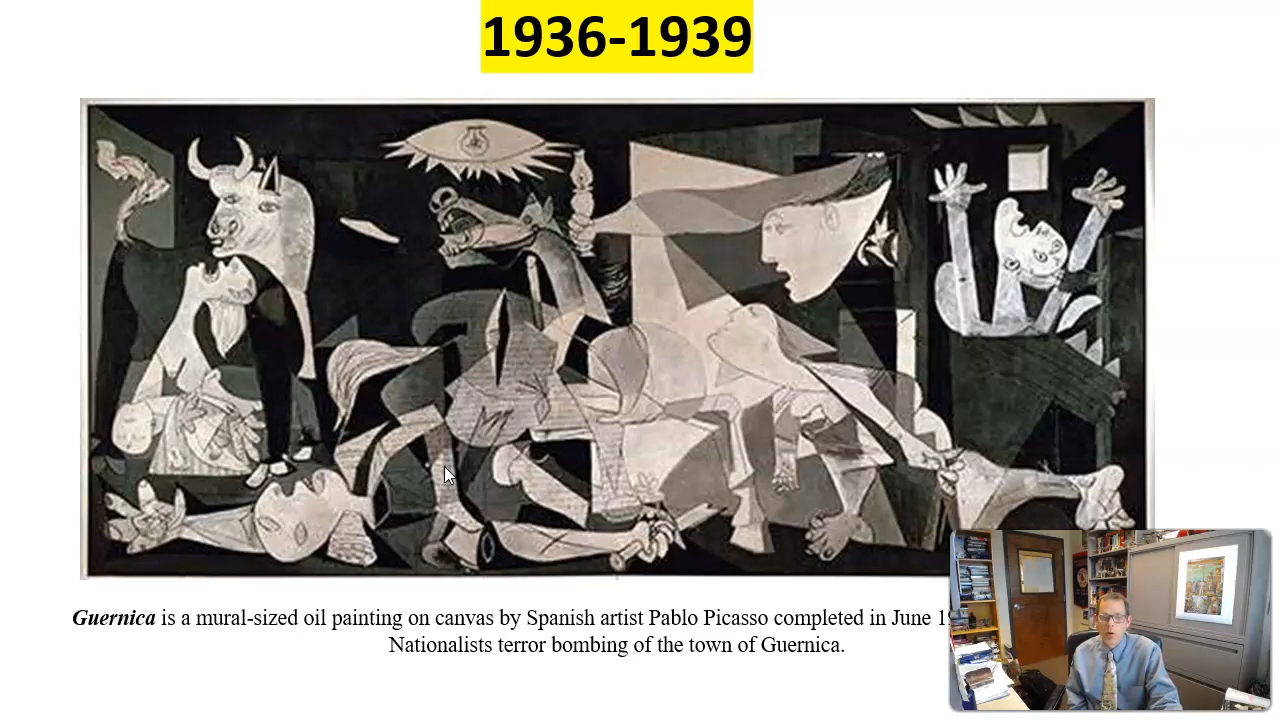 1936-1939
Guernica is a mural-sized oil painting on canvas by Spanish artist Pablo Picasso completed in June
Nationalists terror bombing of the town of Guernica.